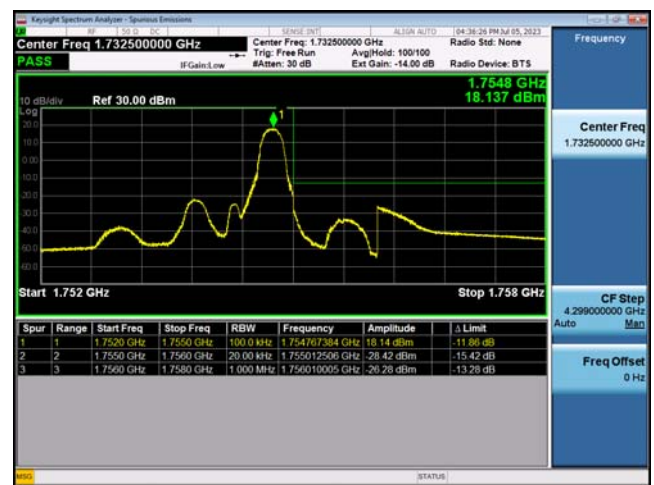 Keysight Spectrum Analyzer - Spurious Emissions
RF 50 Ω DC SENSE:INT ALIGN AUTO 04:36:26 PM Jul 05, 2023
Center Freq 1.732500000 GHz
Center Freq: 1.732500000 GHz
Radio Std: None
Frequency
Trig: Free Run Avg|Hold: 100/100
PASS
IFGain:Low
#Atten: 30 dB Ext Gain: -14.00 dB Radio Device: BTS
1.7548 GHz
18.137 dBm
10 dB/div Ref 30.00 dBm
Log
20.0
10.0
0.00
-10.0
-20.0
-30.0
-40.0
-50.0
-60.0
1
Start 1.752 GHz Stop 1.758 GHz
Spur Range Start Freq Stop Freq RBW Frequency Amplitude Δ Limit
1 1 1.7520 GHz 1.7550 GHz 100.0 kHz 1.754767384 GHz 18.14 dBm -11.86 dB
2 2 1.7550 GHz 1.7560 GHz 20.00 kHz 1.755012506 GHz -28.42 dBm -15.42 dB
3 3 1.7560 GHz 1.7580 GHz 1.000 MHz 1.756010005 GHz -26.28 dBm -13.28 dB
Center Freq
1.732500000 GHz
CF Step
4.299000000 GHz
Auto Man
Freq Offset
0 Hz
MSG STATUS